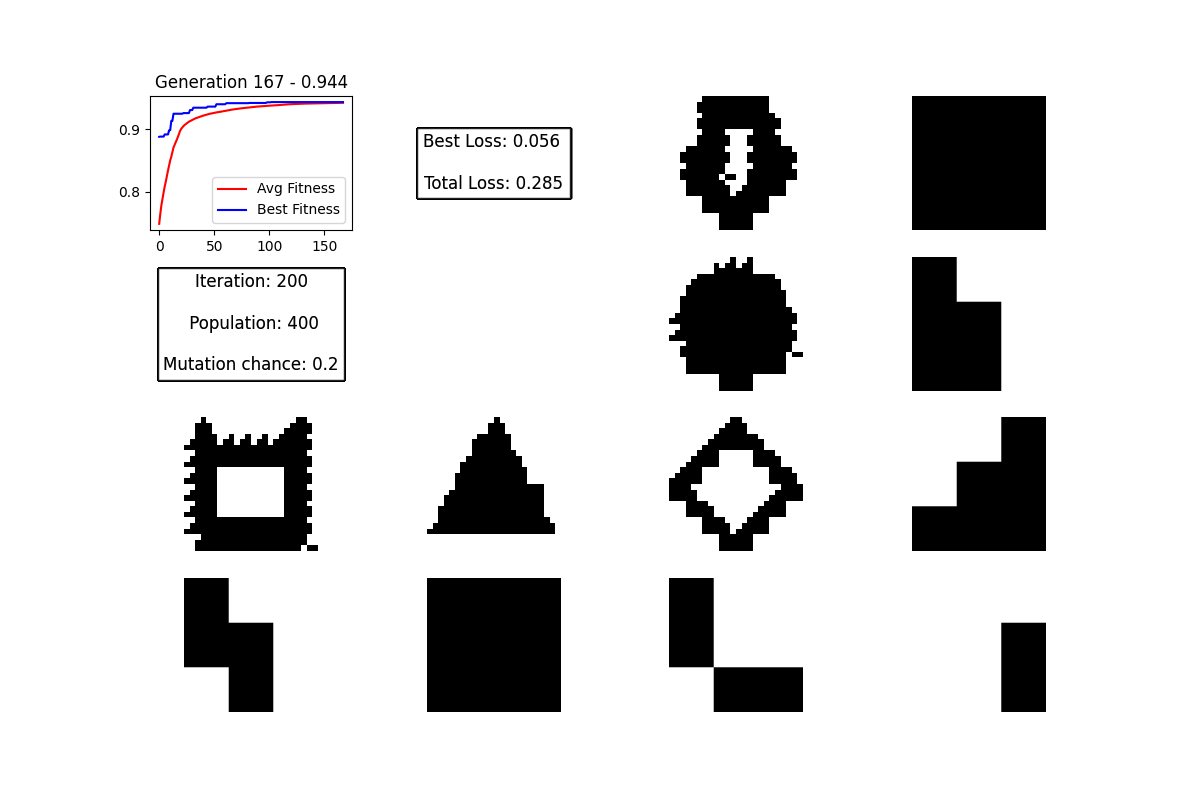 Generation 167 - 0.944
0.9
0.8
Avg Fitness
Best Fitness
0 50 100 150
Best Loss: 0.056
Total Loss: 0.285
Iteration: 200
Population: 400
Mutation chance: 0.2